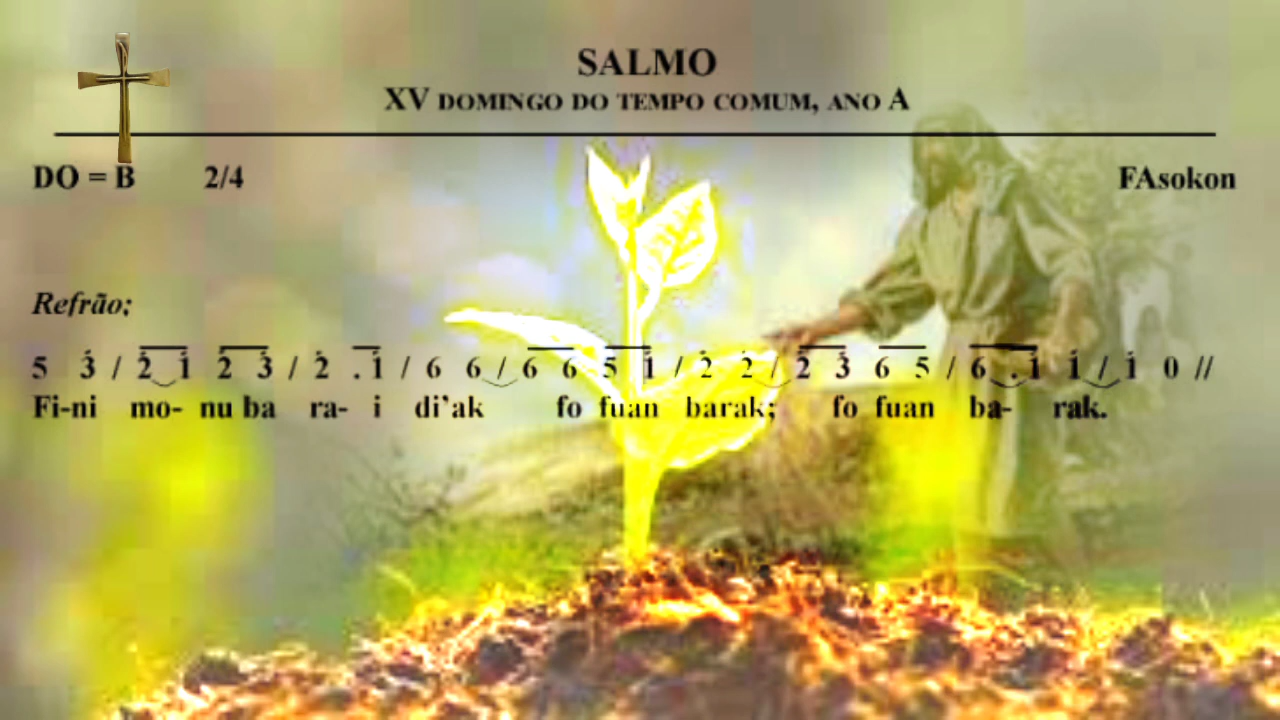 SALMO
XV DOMINGO DO TEMPO COMUM, ANO A
DO = B 2/4 FAsokon
Refrão;
5 3̇ / 2̇ 1̇ 2̇ 3̇ / 2̇ . 1̇ / 6 6 / 6 6 5 1̇ / 2̇ 2̇ / 2̇ 3̇ 6 5 / 6 . 1̇ 1̇ / 1̇ 0 //
Fi-ni mo- nu ba ra- i di’ak fo fuan barak; fo fuan ba- rak.